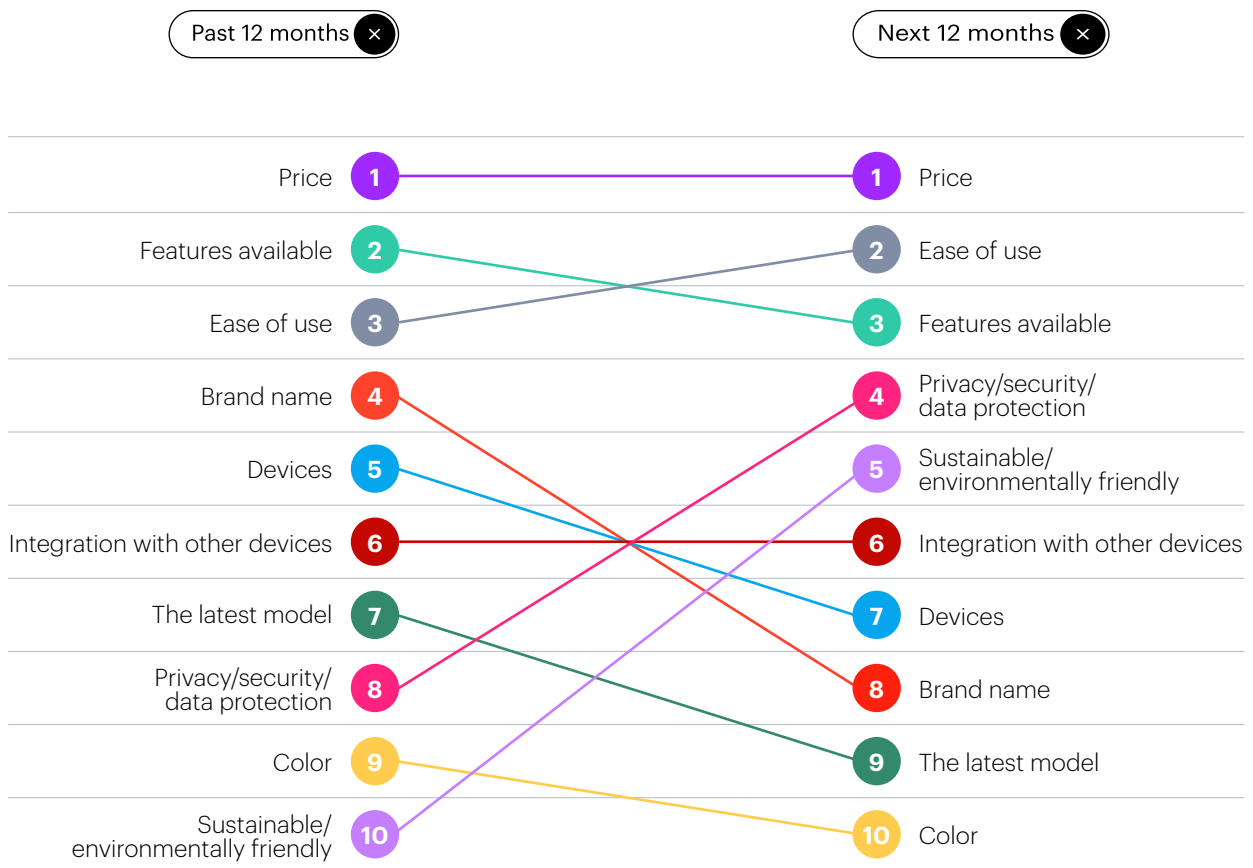 Past 12 months ×
Next 12 months ×
Price 1 1 Price
Features available 2 2 Ease of use
Ease of use 3 3 Features available
Brand name 4 4 Privacy/security/
data protection
Devices 5 5 Sustainable/
environmentally friendly
Integration with other devices 6 6 Integration with other devices
The latest model 7 7 Devices
Privacy/security/
data protection 8 8 Brand name
Color 9 9 The latest model
Sustainable/
environmentally friendly 10 10 Color